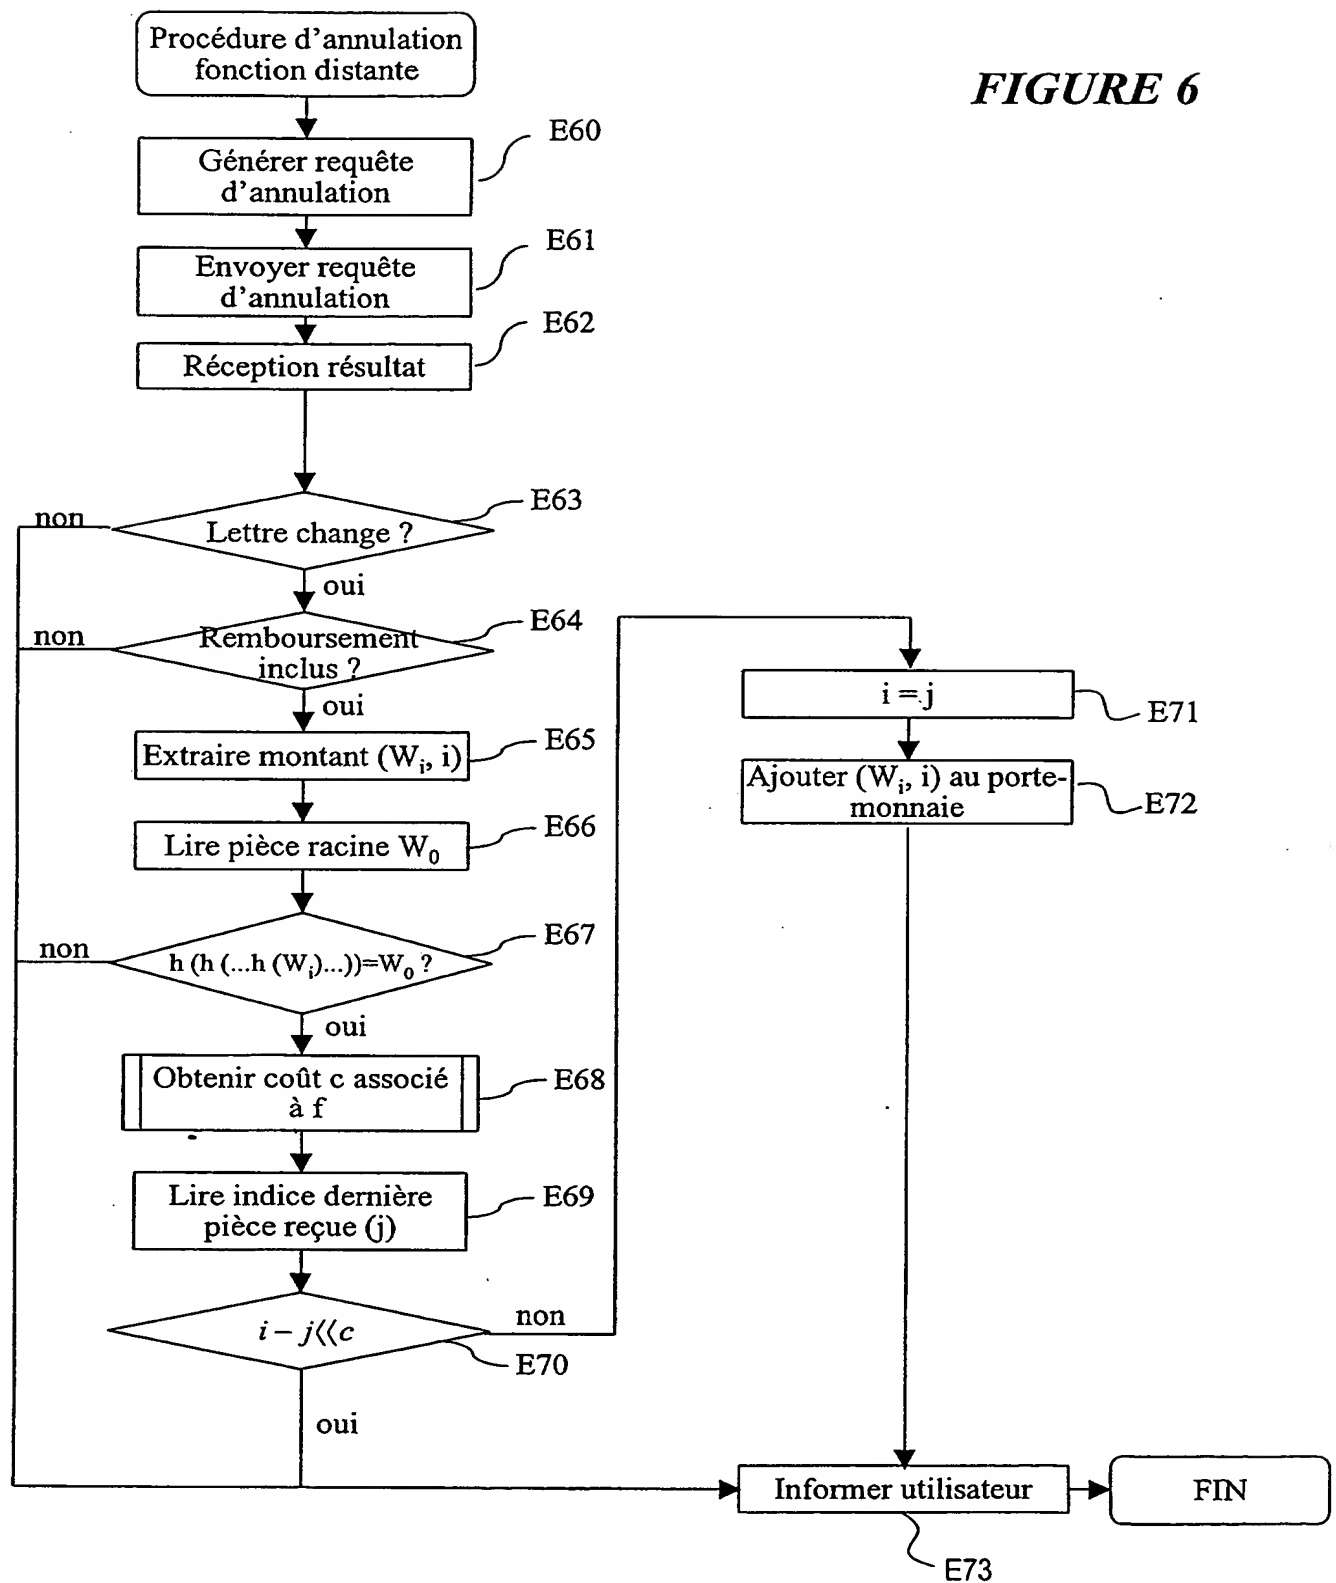 Procédure d'annulation
fonction distante
FIGURE 6
E60
Générer requête
d'annulation
E61
Envoyer requête
d'annulation
E62
Réception résultat
E63
non
Lettre change ?
oui
E64
non
Remboursement
inclus ?
oui
E65
Extraire montant (Wi, i)
E66
Lire pièce racine W0
E67
non
h (h (...h (Wi)...))=W0 ?
oui
E68
Obtenir coût c associé
à f
E69
Lire indice dernière
pièce reçue (j)
i – j⟨⟨c
non
E70
oui
i = j
E71
Ajouter (Wi, i) au porte-
monnaie
E72
Informer utilisateur
FIN
E73